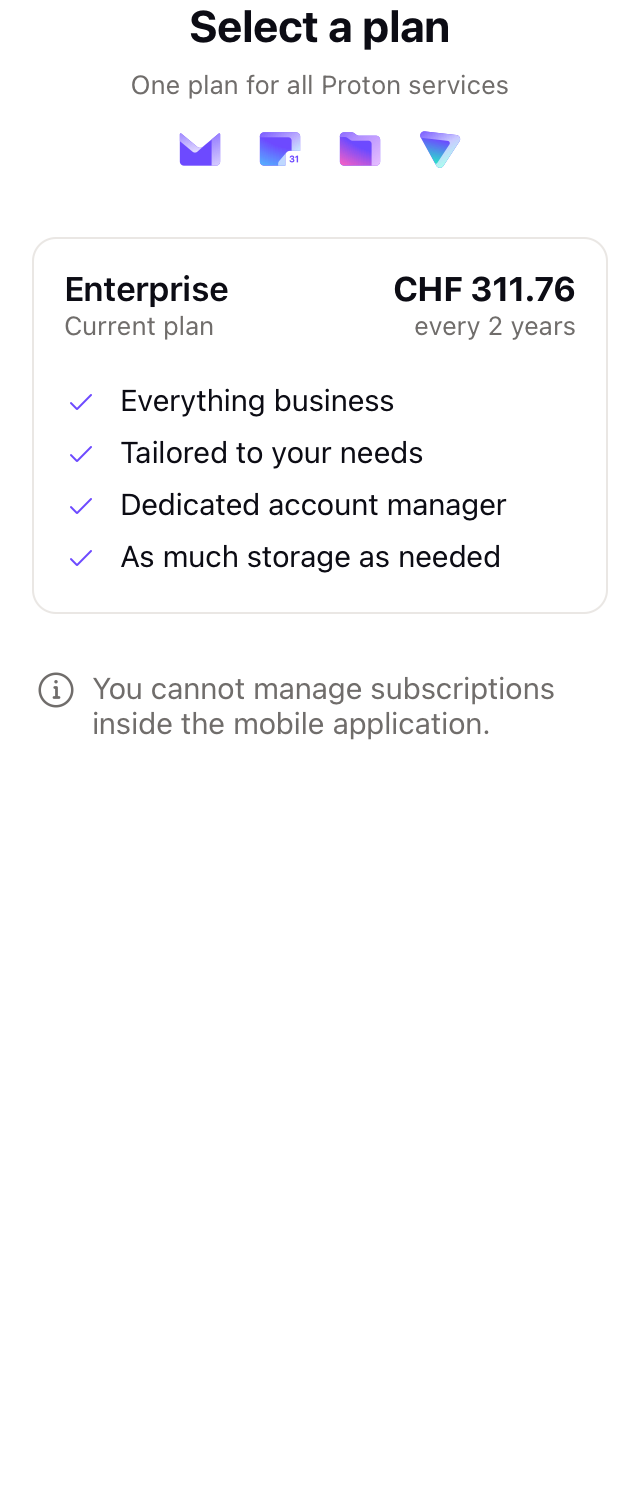 Select a plan
One plan for all Proton services
31
Enterprise
CHF 311.76
Current plan
every 2 years
Everything business
Tailored to your needs
Dedicated account manager
As much storage as needed
You cannot manage subscriptions
inside the mobile application.